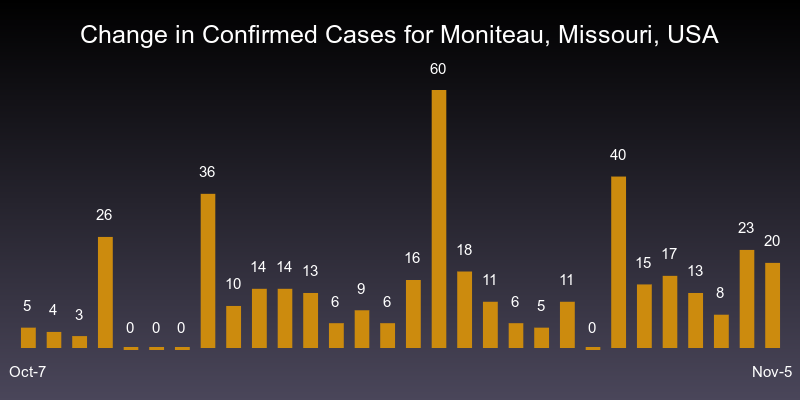 Change in Confirmed Cases for Moniteau, Missouri, USA
5 4 3 26 0 0 0 36 10 14 14 13 6 9 6 16 60 18 11 6 5 11 0 40 15 17 13 8 23 20
Oct-7 Nov-5